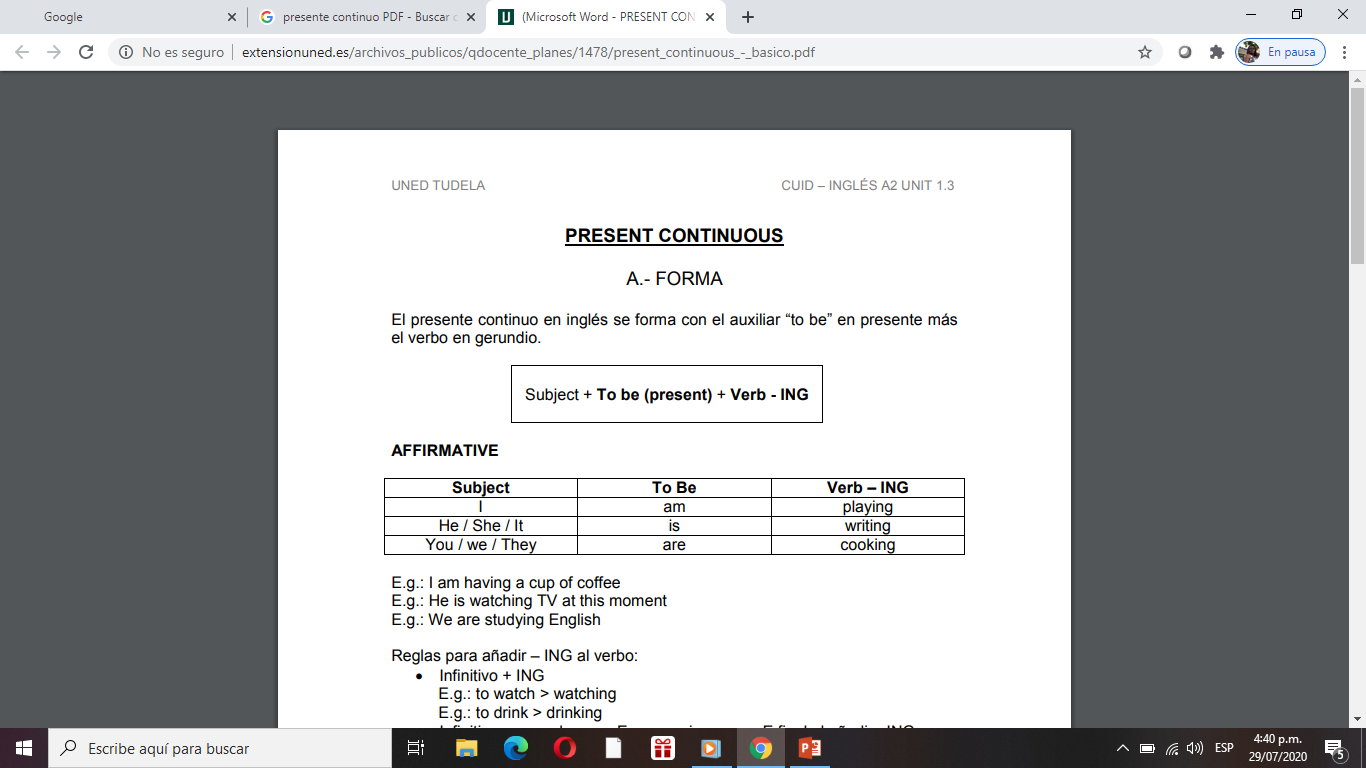 Google
presente continuo PDF - Buscar
(Microsoft Word - PRESENT CON
No es seguro
extensionuned.es/archivos_publicos/qdocente_planes/1478/present_continuous_-_basico.pdf
En pausa
UNED TUDELA
CUID – INGLÉS A2 UNIT 1.3
PRESENT CONTINUOUS
A.- FORMA
El presente continuo en inglés se forma con el auxiliar “to be” en presente más
el verbo en gerundio.
Subject + To be (present) + Verb - ING
AFFIRMATIVE
Subject To Be Verb – ING
I am playing
He / She / It is writing
You / we / They are cooking
E.g.: I am having a cup of coffee
E.g.: He is watching TV at this moment
E.g.: We are studying English
Reglas para añadir – ING al verbo:
• Infinitivo + ING
E.g.: to watch > watching
E.g.: to drink > drinking
Escribe aquí para buscar
ESP
4:40 p.m.
29/07/2020
5